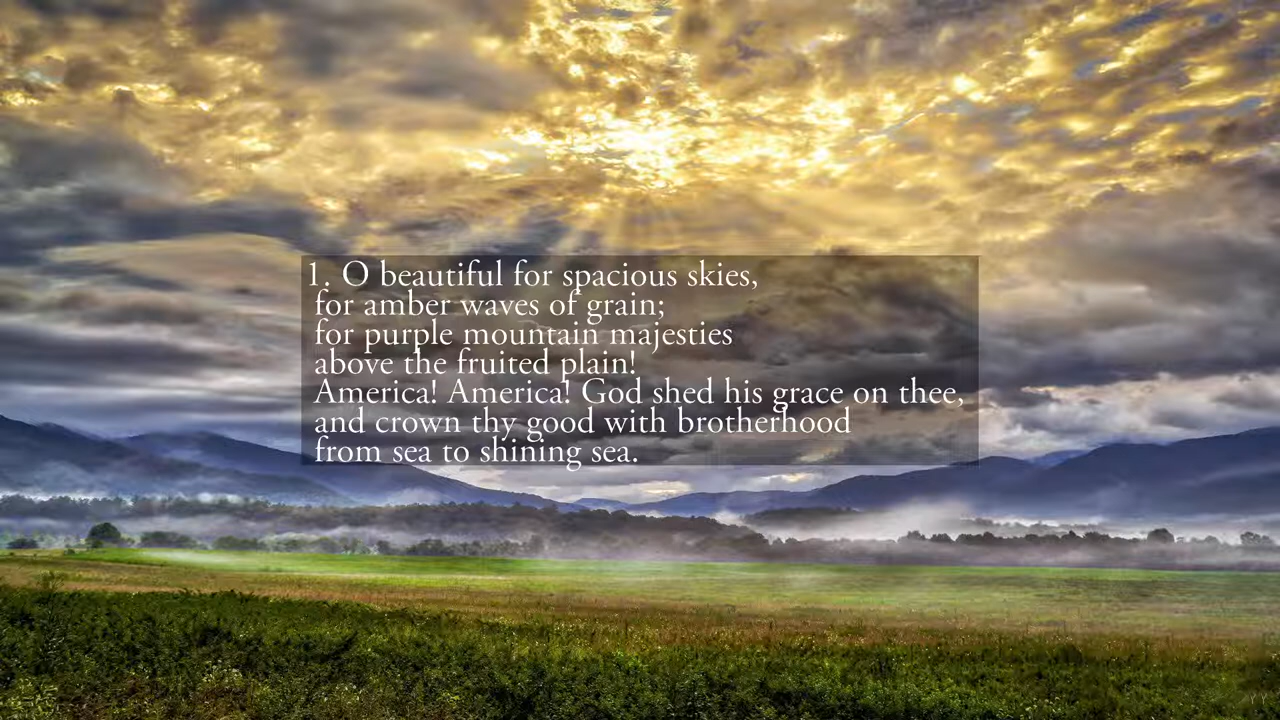 1. O beautiful for spacious skies,
for amber waves of grain;
for purple mountain majesties
above the fruited plain!
America! America! God shed his grace on thee,
and crown thy good with brotherhood
from sea to shining sea.